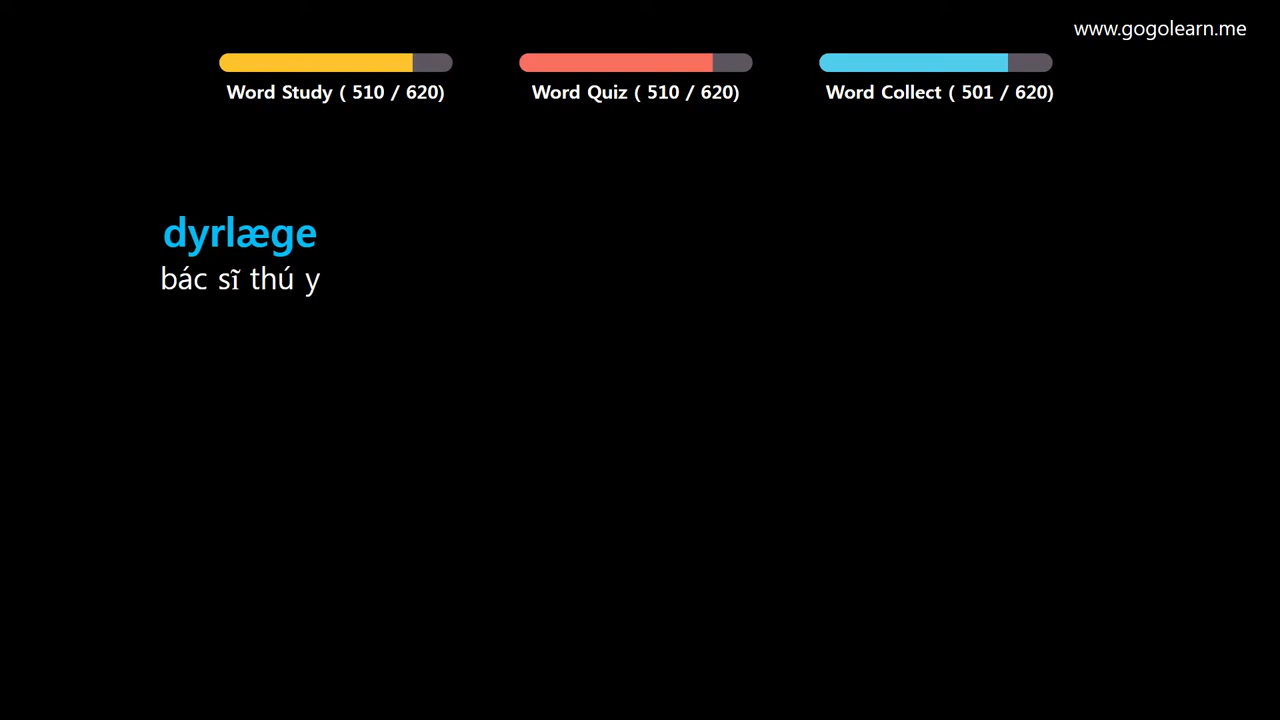 www.gogolearn.me
Word Study ( 510 / 620)
Word Quiz ( 510 / 620)
Word Collect ( 501 / 620)
dyrlæge
bác sĩ thú y